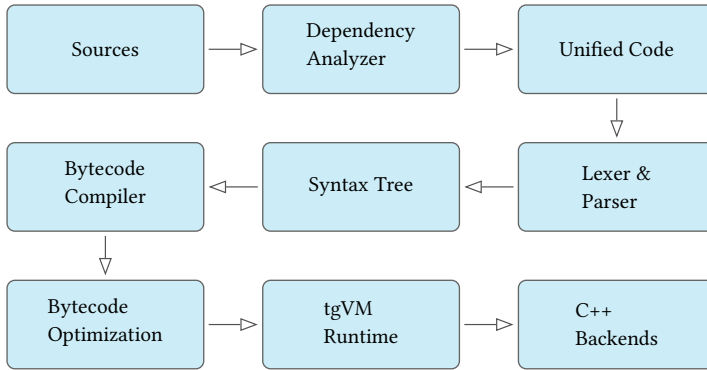 Sources
Dependency
Analyzer
Unified Code
Bytecode
Compiler
Syntax Tree
Lexer &
Parser
Bytecode
Optimization
tgVM
Runtime
C++
Backends